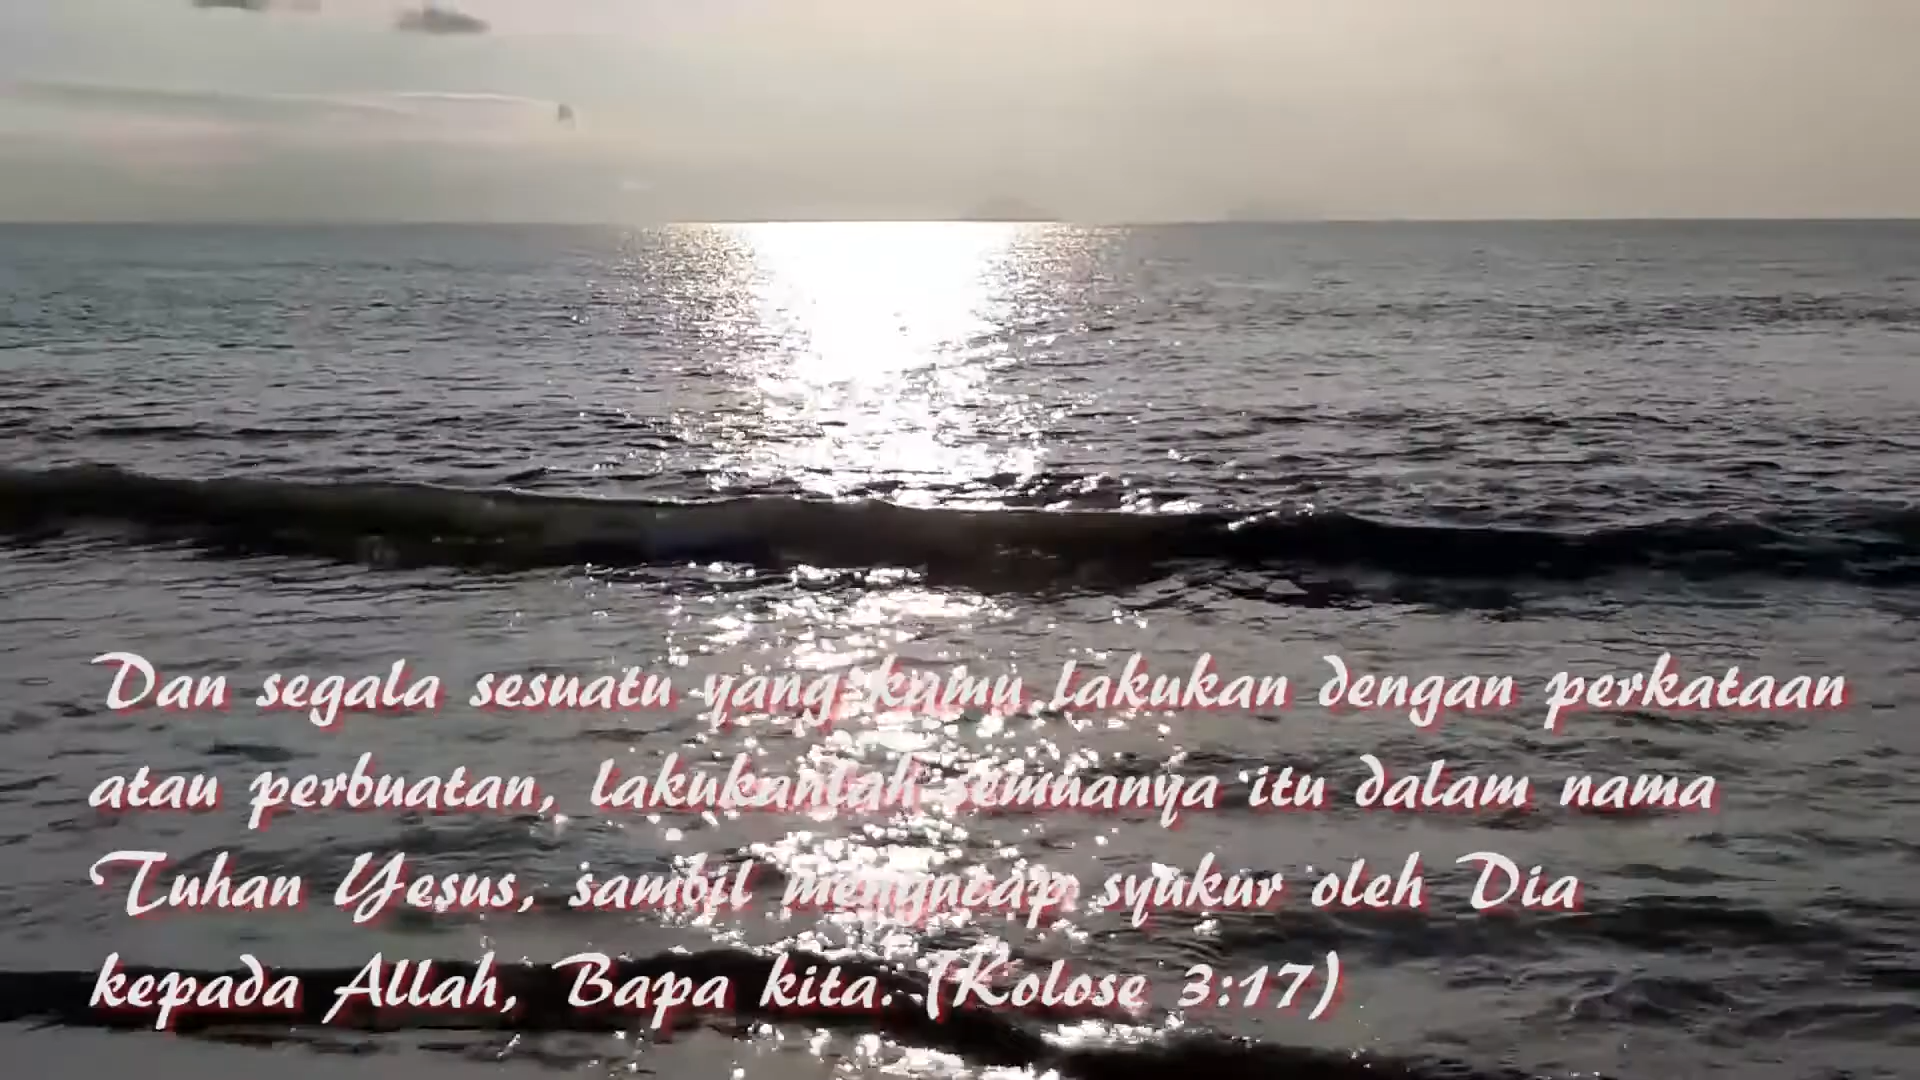 Dan segala sesuatu yang kamu lakukan dengan perkataan
atau perbuatan, lakukanlah semuanya itu dalam nama
Tuhan Yesus, sambil mengucap syukur oleh Dia
kepada Allah, Bapa kita. (Kolose 3:17)